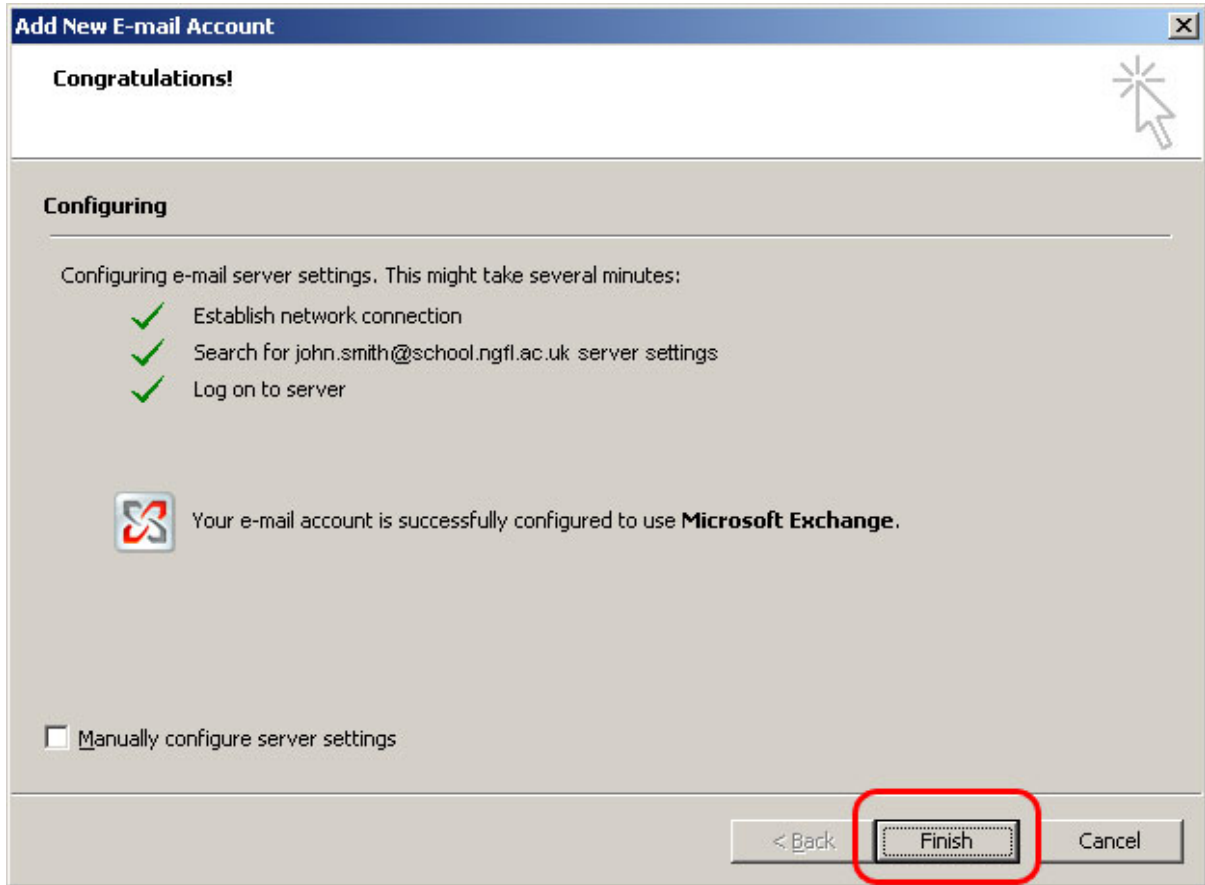 Add New E-mail Account
Congratulations!
Configuring
Configuring e-mail server settings. This might take several minutes:
Establish network connection
Search for john.smith@school.ngfl.ac.uk server settings
Log on to server
Your e-mail account is successfully configured to use Microsoft Exchange.
Manually configure server settings
< Back
Finish
Cancel